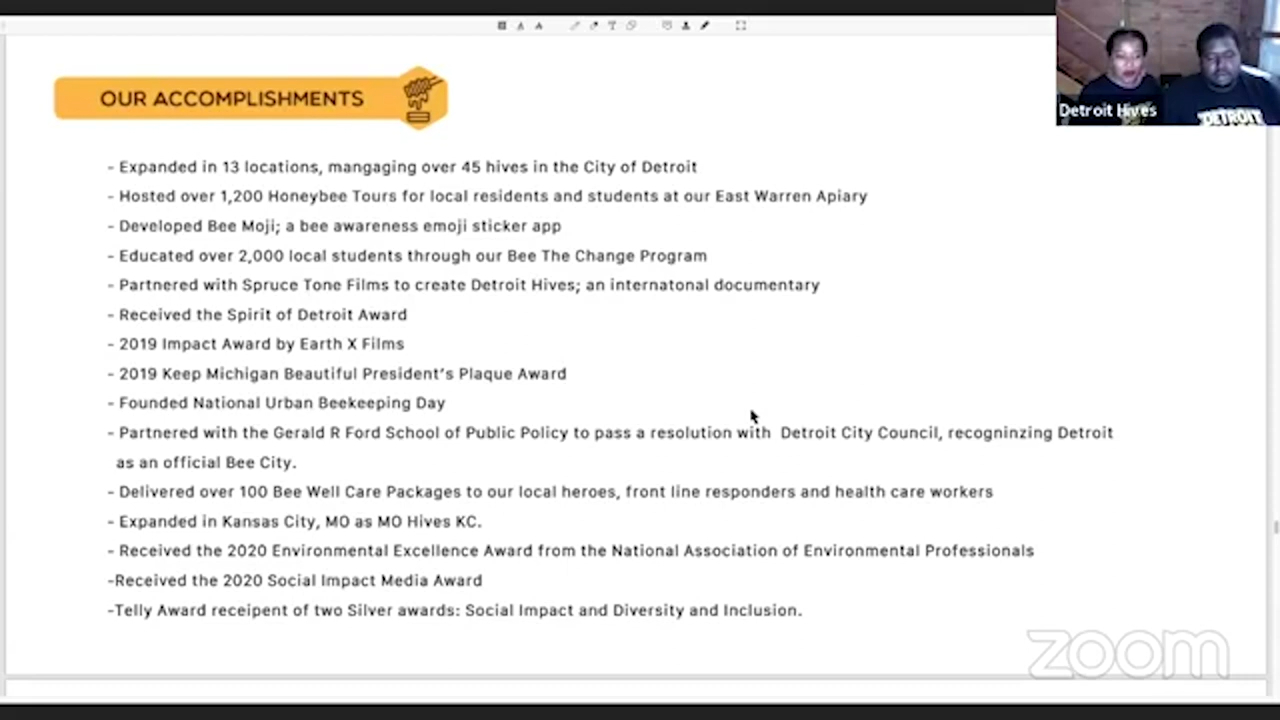 OUR ACCOMPLISHMENTS
Detroit Hives
DETROIT
- Expanded in 13 locations, mangaging over 45 hives in the City of Detroit
- Hosted over 1,200 Honeybee Tours for local residents and students at our East Warren Apiary
- Developed Bee Moji; a bee awareness emoji sticker app
- Educated over 2,000 local students through our Bee The Change Program
- Partnered with Spruce Tone Films to create Detroit Hives; an internatonal documentary
- Received the Spirit of Detroit Award
- 2019 Impact Award by Earth X Films
- 2019 Keep Michigan Beautiful President's Plaque Award
- Founded National Urban Beekeeping Day
- Partnered with the Gerald R Ford School of Public Policy to pass a resolution with Detroit City Council, recogninzing Detroit
as an official Bee City.
- Delivered over 100 Bee Well Care Packages to our local heroes, front line responders and health care workers
- Expanded in Kansas City, MO as MO Hives KC.
- Received the 2020 Environmental Excellence Award from the National Association of Environmental Professionals
-Received the 2020 Social Impact Media Award
-Telly Award receipent of two Silver awards: Social Impact and Diversity and Inclusion.
zoom